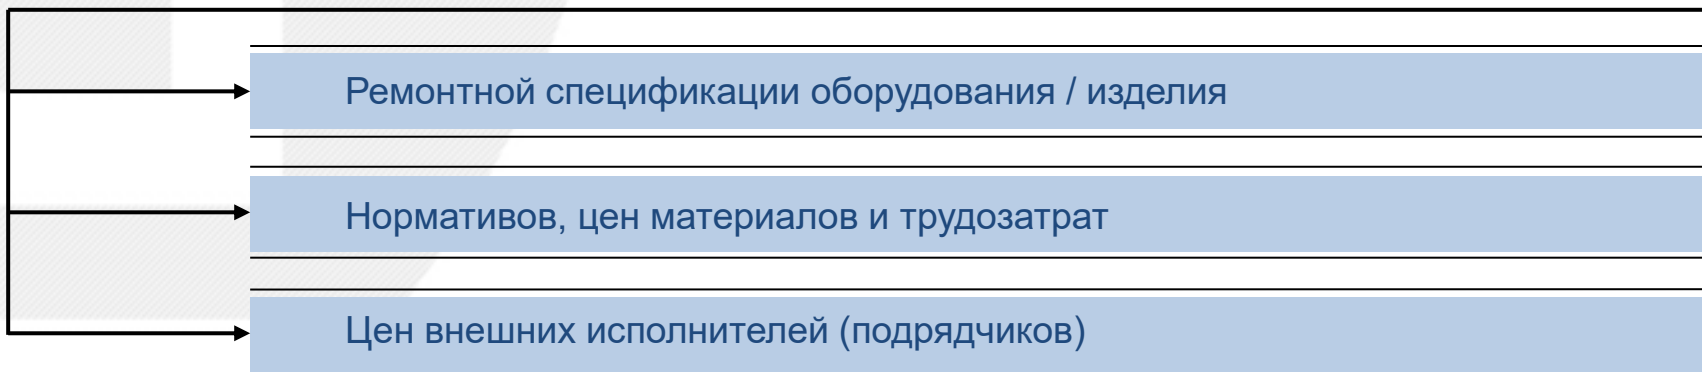 Ремонтной спецификации оборудования / изделия
Нормативов, цен материалов и трудозатрат
Цен внешних исполнителей (подрядчиков)